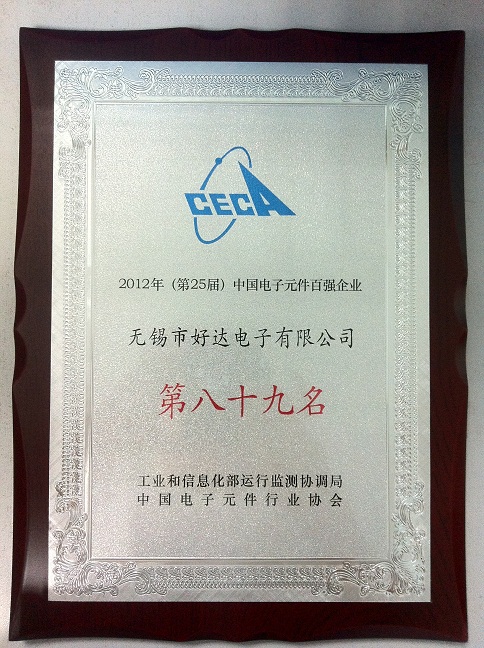 CECA
2012年（第25届）中国电子元件百强企业
无锡市好达电子有限公司
第八十九名
工业和信息化部运行监测协调局
中国电子元件行业协会